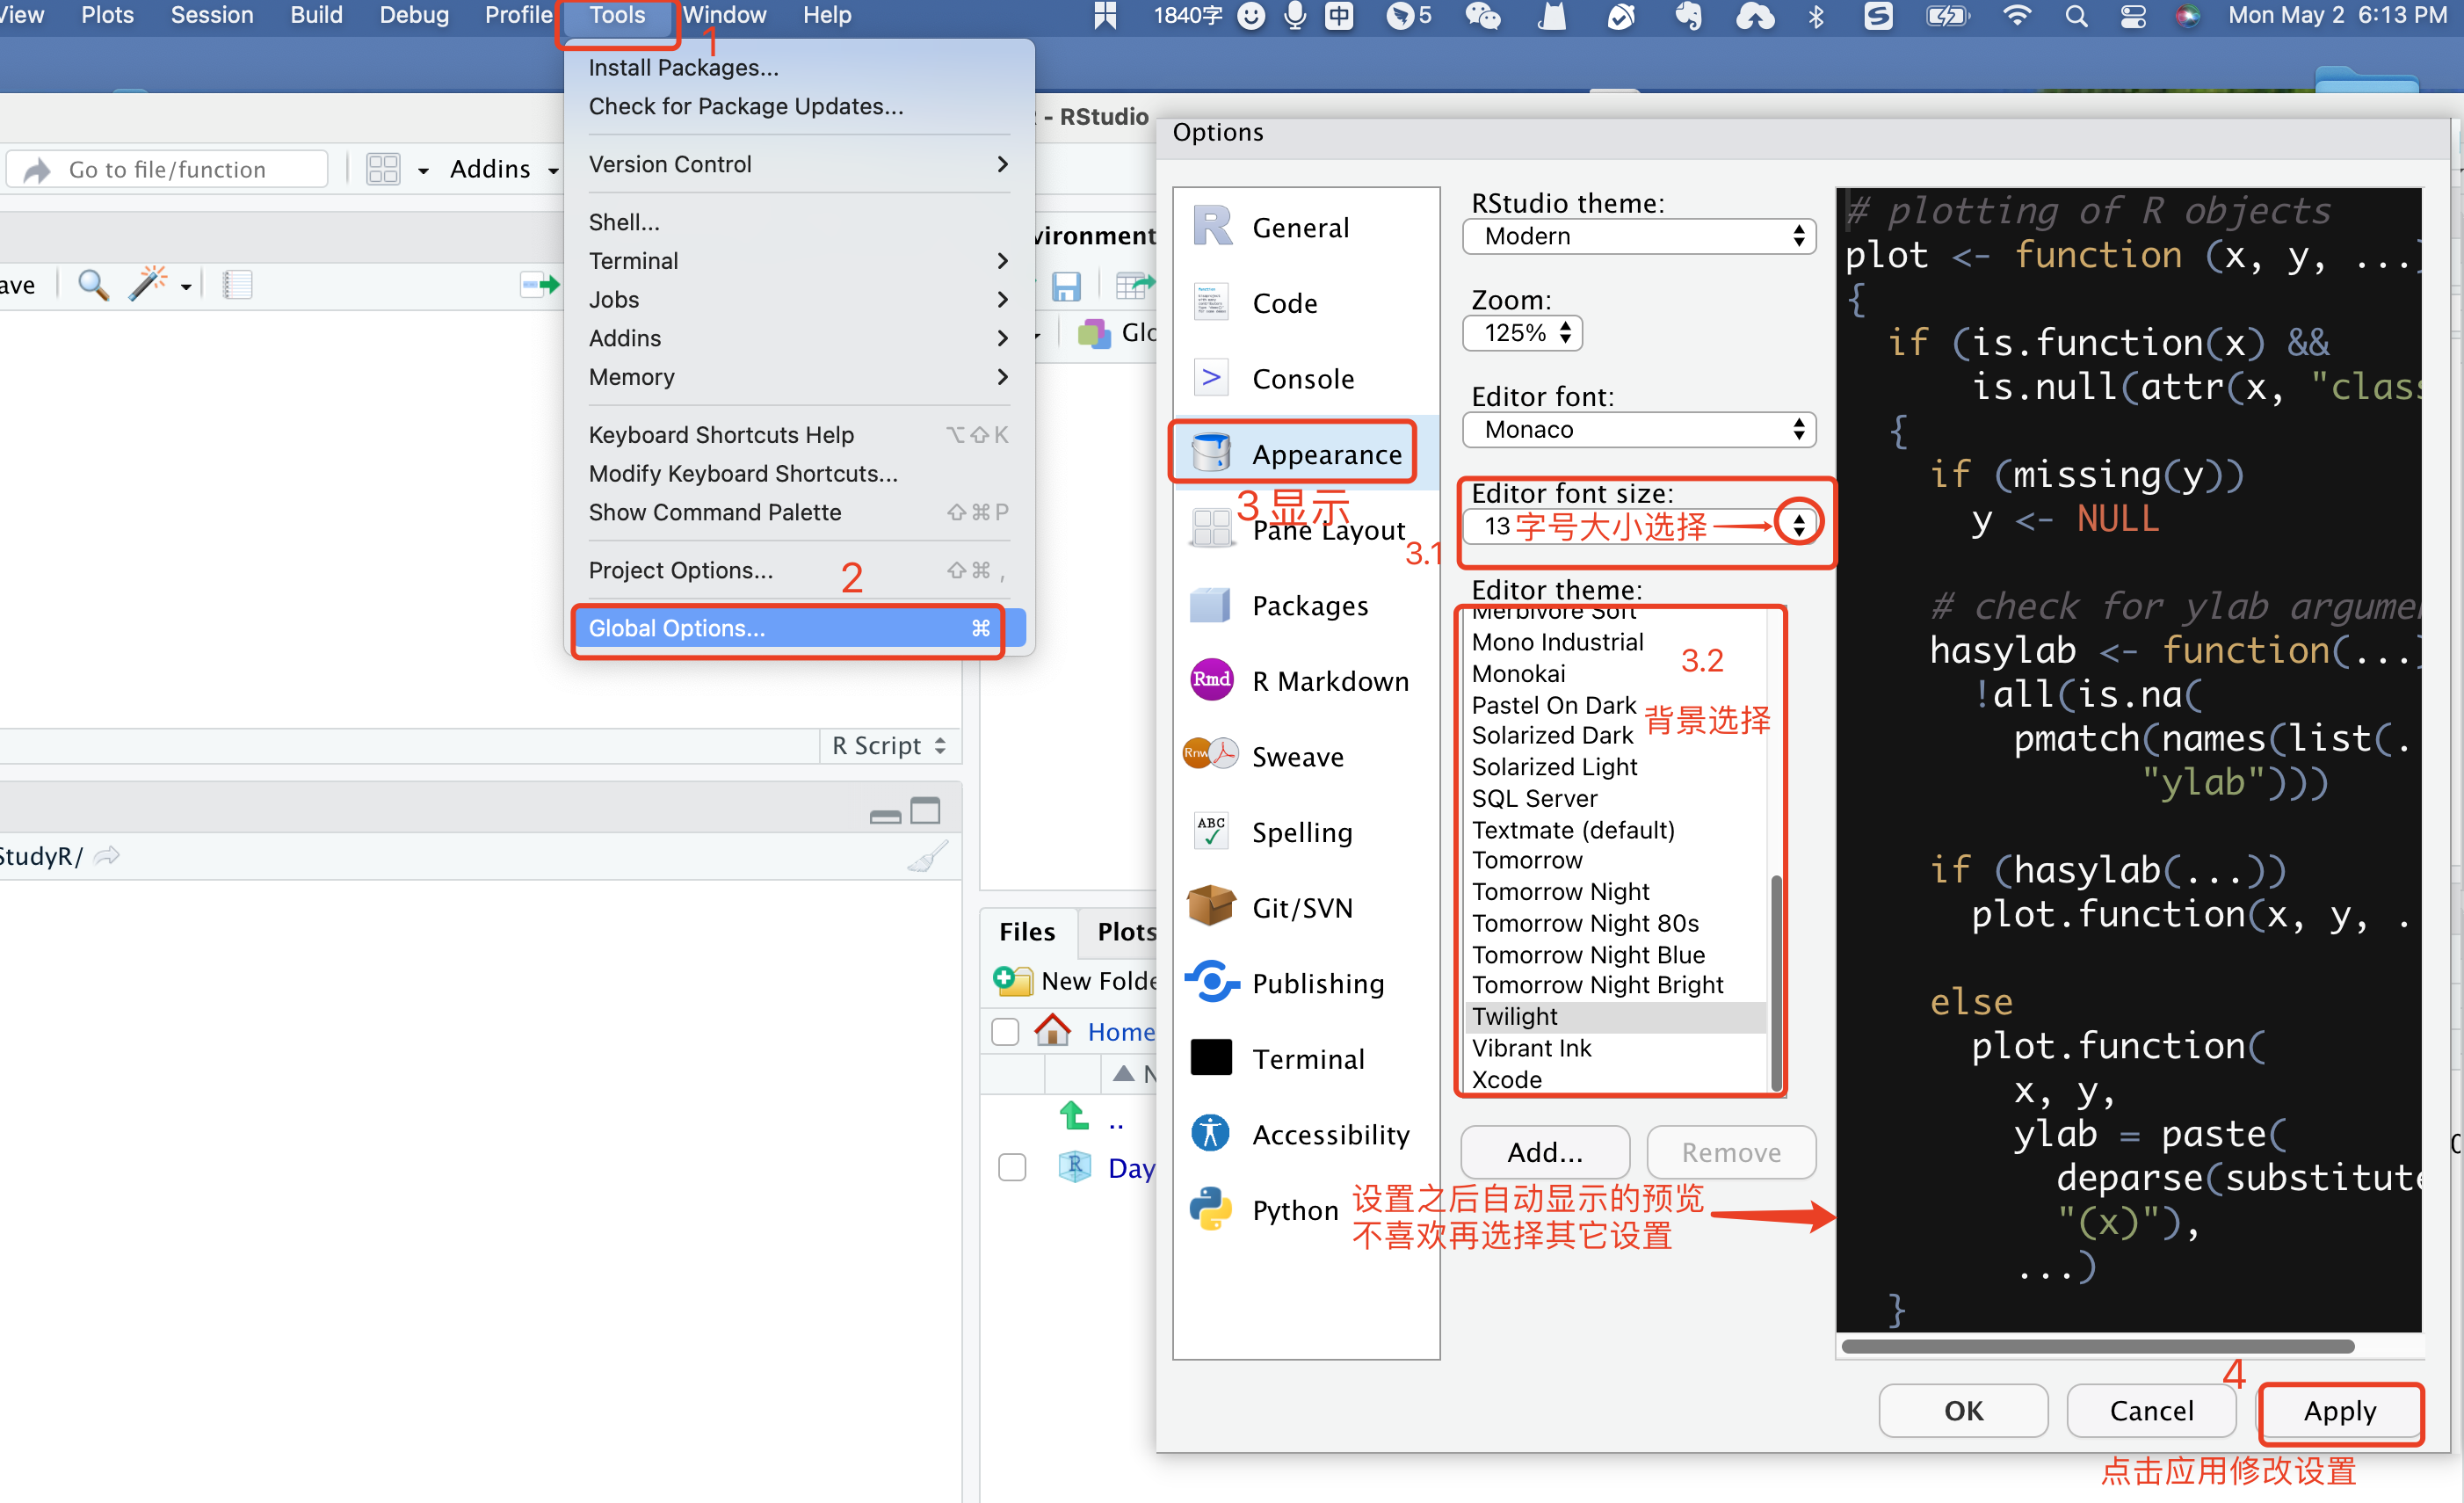 View Plots Session Build Debug Profile Tools Window Help 1840字 中 5 Mon May 2 6:13 PM
1
Install Packages...
Check for Package Updates...
Version Control
Shell...
Terminal
Jobs
Addins
Memory
Keyboard Shortcuts Help ⌥⇧K
Modify Keyboard Shortcuts...
Show Command Palette ⇧⌘P
Project Options... ⇧⌘,
2
Global Options... ⌘
- RStudio
Go to file/function
Addins
ave
R Script
StudyR/
vironment
Glo
Files Plots
New Folde
Home
N
..
Day
Options
General
Code
Console
Appearance
3 显示
Pane Layout
Packages
R Markdown
Sweave
Spelling
Git/SVN
Publishing
Terminal
Accessibility
Python
RStudio theme:
Modern
Zoom:
125%
Editor font:
Monaco
Editor font size:
13 字号大小选择
3.1
Editor theme:
Merbivore Soft
Mono Industrial
Monokai
Pastel On Dark
Solarized Dark
Solarized Light
SQL Server
Textmate (default)
Tomorrow
Tomorrow Night
Tomorrow Night 80s
Tomorrow Night Blue
Tomorrow Night Bright
Twilight
Vibrant Ink
Xcode
3.2
背景选择
Add... Remove
设置之后自动显示的预览
不喜欢再选择其它设置
# plotting of R objects
plot <- function (x, y, ...)
{
if (is.function(x) &&
is.null(attr(x, "class
{
if (missing(y))
y <- NULL
# check for ylab argume
hasylab <- function(...)
!all(is.na(
pmatch(names(list(.
"ylab")))
if (hasylab(...))
plot.function(x, y, .
else
plot.function(
x, y,
ylab = paste(
deparse(substitute
"(x)"),
...)
}
4
OK Cancel Apply
点击应用修改设置